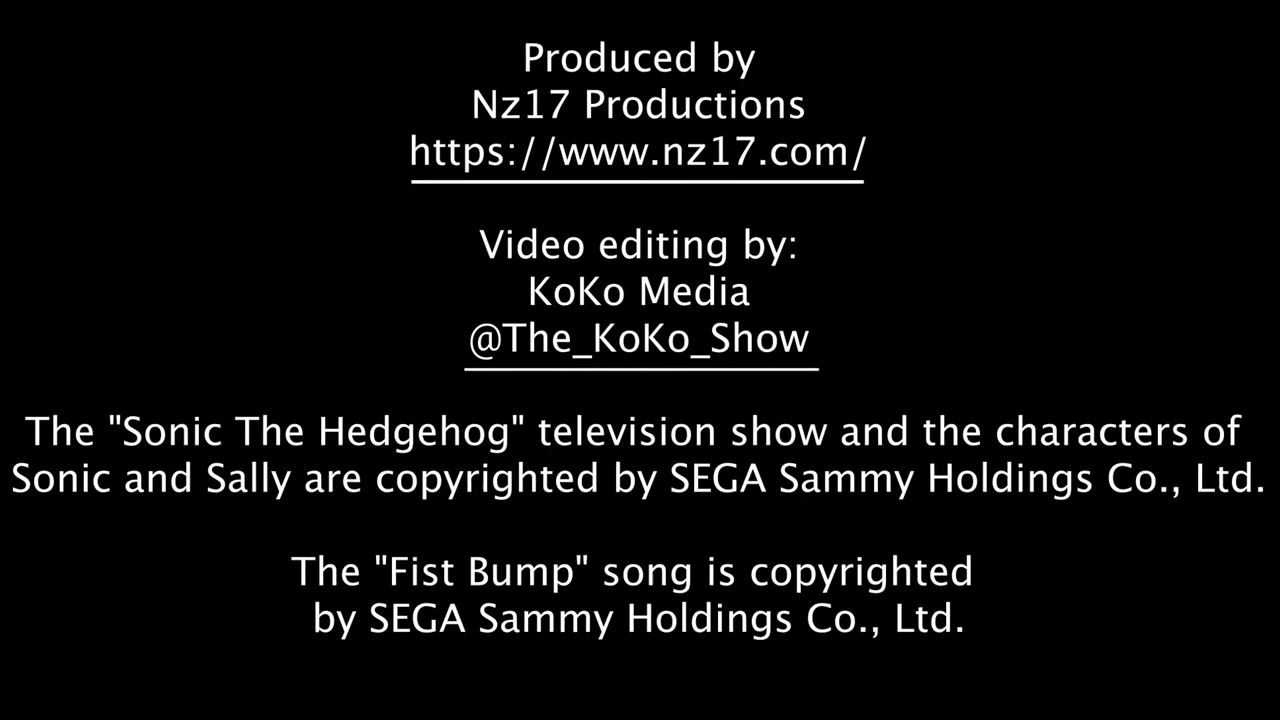 Produced by
Nz17 Productions
https://www.nz17.com/
Video editing by:
KoKo Media
@The_KoKo_Show
The "Sonic The Hedgehog" television show and the characters of
Sonic and Sally are copyrighted by SEGA Sammy Holdings Co., Ltd.
The "Fist Bump" song is copyrighted
by SEGA Sammy Holdings Co., Ltd.